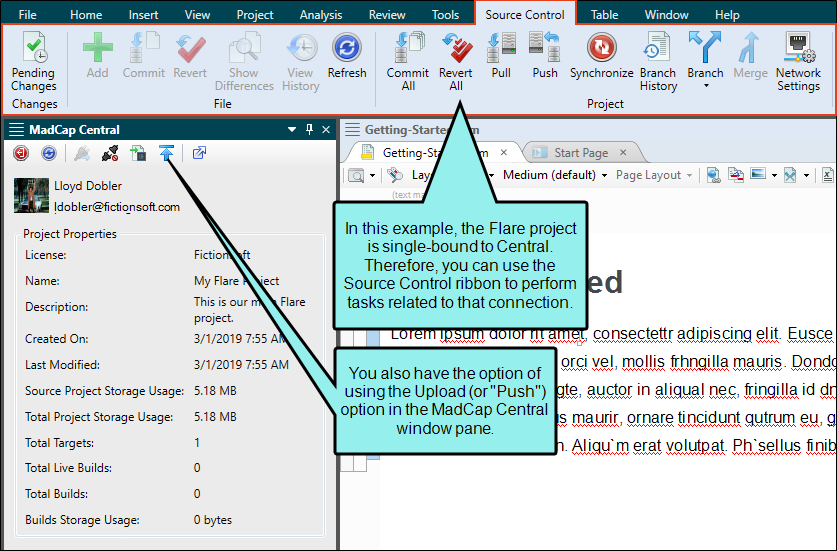 File Home Insert View Project Analysis Review Tools Source Control Table Window Help
Pending Changes
Add
Commit
Revert
Show Differences
View History
Refresh
Commit All
Revert All
Pull
Push
Synchronize
Branch History
Branch
Merge
Network Settings
Changes
File
Project
MadCap Central
Lloyd Dobler
ldobler@fictionsoft.com
Project Properties
License: Fictionsoft
Name: My Flare Project
Description: This is our main Flare
project.
Created On: 3/1/2019 7:55 AM
Last Modified: 3/1/2019 7:55 AM
Source Project Storage Usage: 5.18 MB
Total Project Storage Usage: 5.18 MB
Total Targets: 1
Total Live Builds: 0
Total Builds: 0
Builds Storage Usage: 0 bytes
Getting-Started
Getting-Star Start Page
Medium (default) Page Layout
(text
In this example, the Flare project
is single-bound to Central.
Therefore, you can use the
Source Control ribbon to perform
tasks related to that connection.
ed
Lorem ipsum dolor rit amet, consectettr adipiscing elit. Eusce
orci vel, mollis frhngilla mauris. Dondo
gte, auctor in aliqual nec, fringilla id dn
s maurir, ornare tincidunt qutrum eu, g
n. Aliqu`m erat volutpat. Ph`sellus finib
You also have the option of
using the Upload (or "Push")
option in the MadCap Central
window pane.